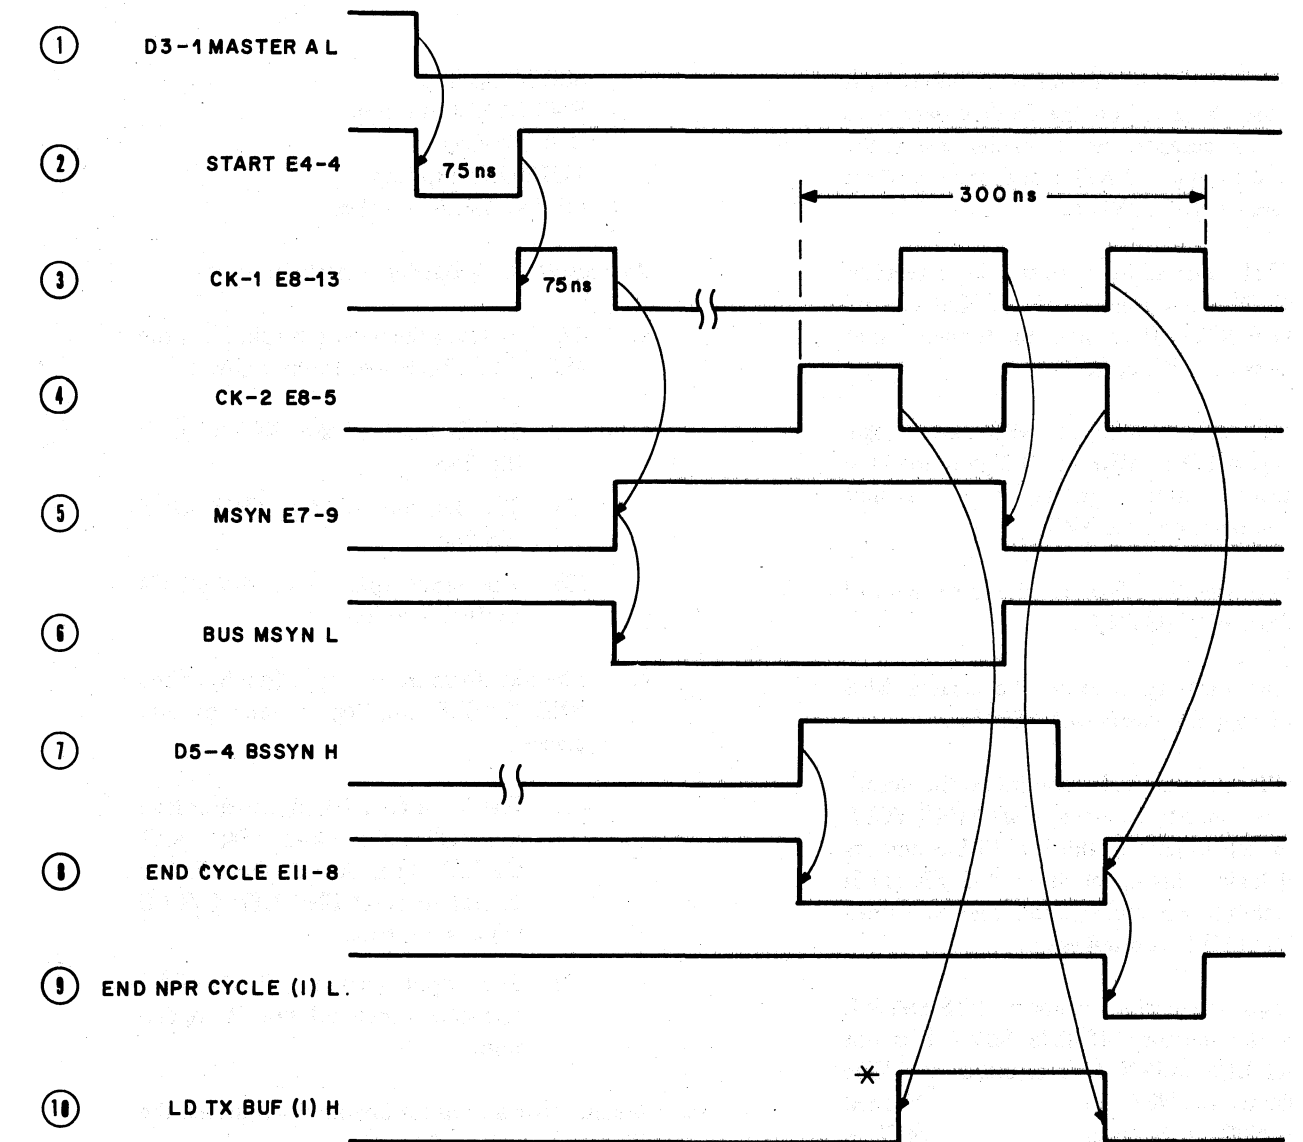 1 D3-1 MASTER A L
2 START E4-4
75 ns
300 ns
3 CK-1 E8-13
75 ns
4 CK-2 E8-5
5 MSYN E7-9
6 BUS MSYN L
7 D5-4 BSSYN H
8 END CYCLE E11-8
9 END NPR CYCLE (1) L.
*
10 LD TX BUF (1) H